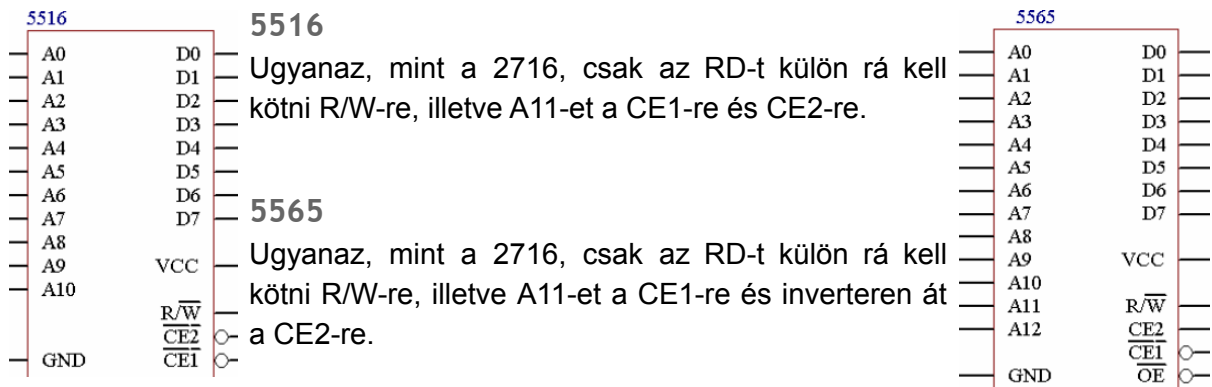 5516
A0 D0
A1 D1
A2 D2
A3 D3
A4 D4
A5 D5
A6 D6
A7 D7
A8
A9 VCC
A10
R/W̅
C̅E̅2̅
GND C̅E̅1̅
5516
Ugyanaz, mint a 2716, csak az RD-t külön rá kell
kötni R/W-re, illetve A11-et a CE1-re és CE2-re.
5565
Ugyanaz, mint a 2716, csak az RD-t külön rá kell
kötni R/W-re, illetve A11-et a CE1-re és inverteren át
a CE2-re.
5565
A0 D0
A1 D1
A2 D2
A3 D3
A4 D4
A5 D5
A6 D6
A7 D7
A8
A9 VCC
A10
A11 R/W̅
A12 CE2
C̅E̅1̅
GND O̅E̅